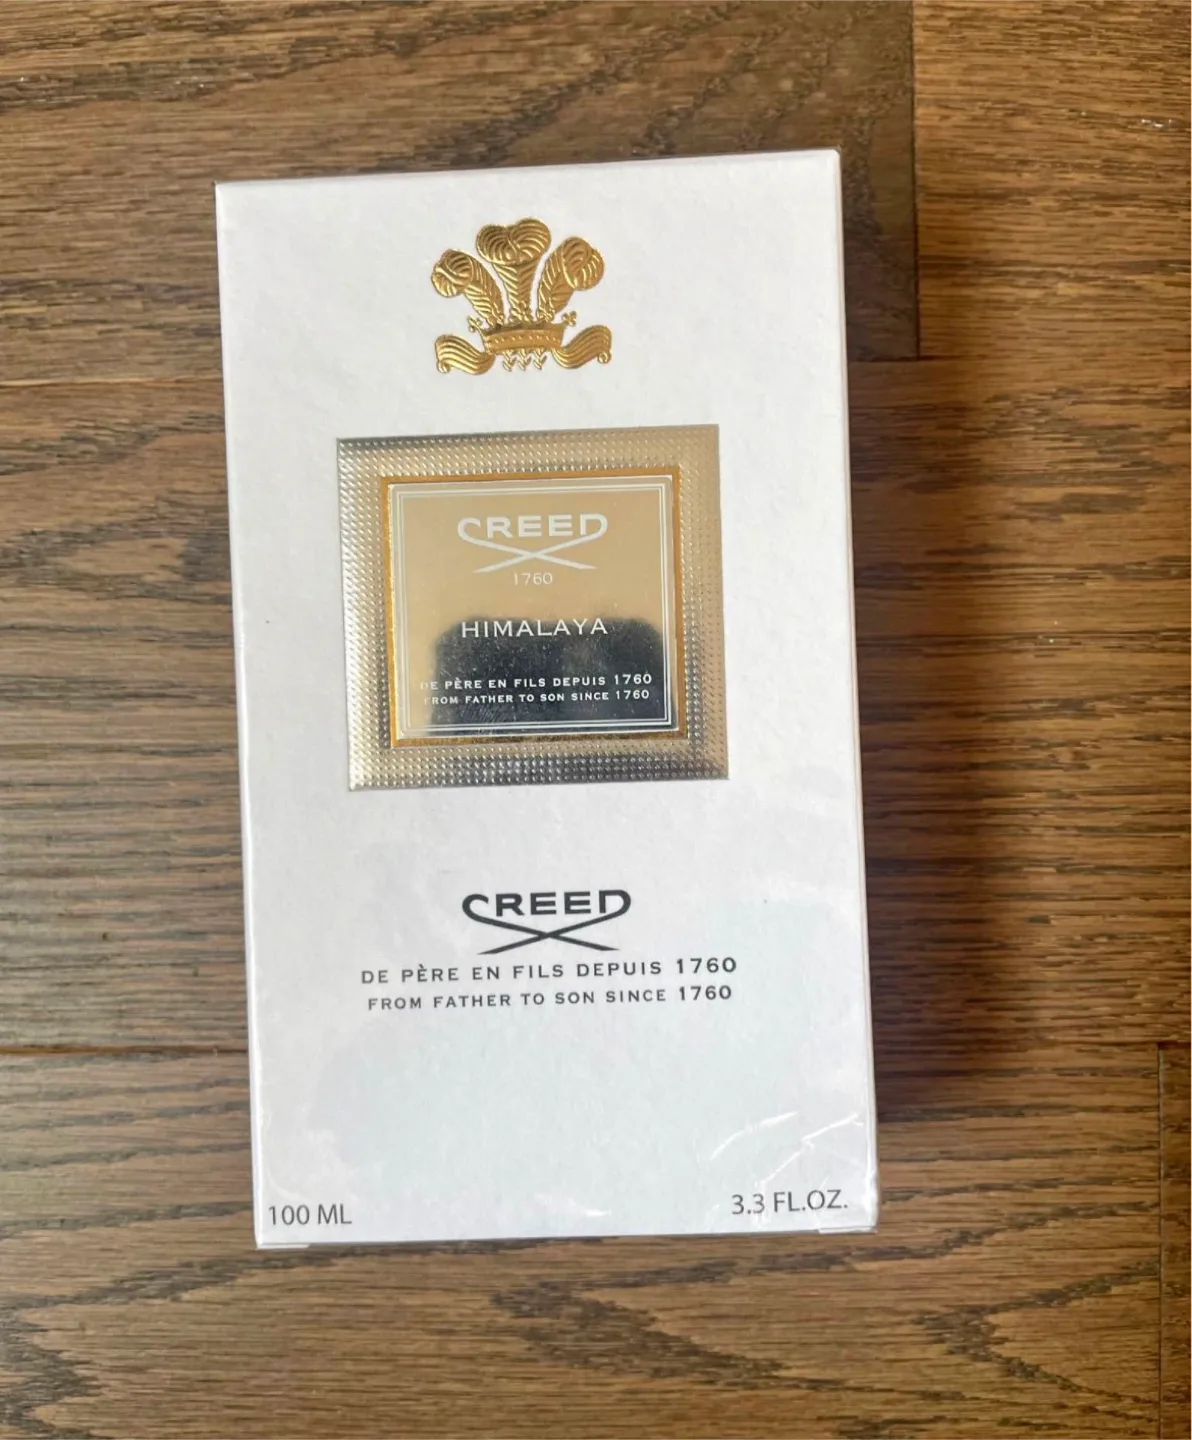 CREED
1760
HIMALAYA
DE PÈRE EN FILS DEPUIS 1760
FROM FATHER TO SON SINCE 1760
CREED
DE PÈRE EN FILS DEPUIS 1760
FROM FATHER TO SON SINCE 1760
100 ML
3.3 FL.OZ.